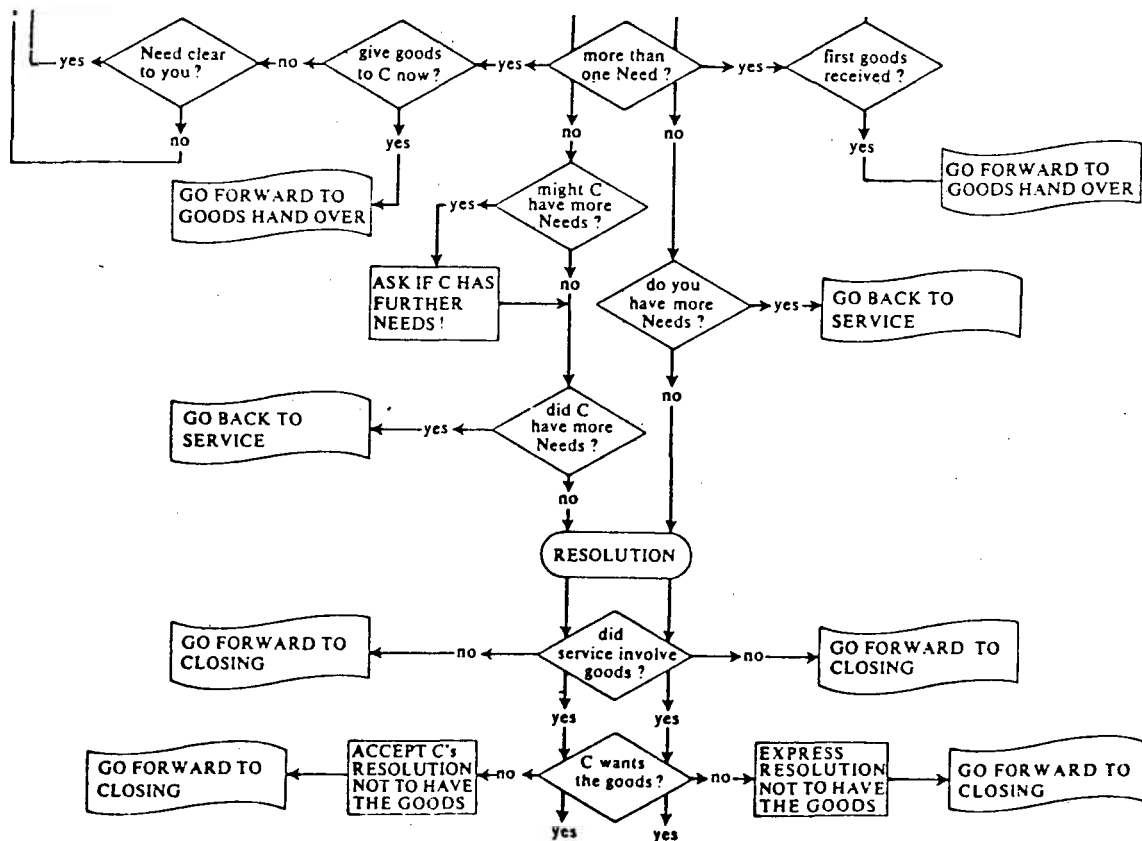 Need clear
to you ?
yes
no
give goods
to C now ?
no
yes
more than
one Need ?
yes
yes
no
no
first goods
received ?
yes
GO FORWARD TO
GOODS HAND OVER
GO FORWARD TO
GOODS HAND OVER
might C
have more
Needs ?
yes
no
ASK IF C HAS
FURTHER
NEEDS !
do you
have more
Needs ?
yes
no
GO BACK TO
SERVICE
did C
have more
Needs ?
yes
no
GO BACK TO
SERVICE
RESOLUTION
did
service involve
goods ?
no
no
yes
yes
GO FORWARD TO
CLOSING
GO FORWARD TO
CLOSING
C wants
the goods ?
no
no
yes
yes
ACCEPT C's
RESOLUTION
NOT TO HAVE
THE GOODS
GO FORWARD TO
CLOSING
EXPRESS
RESOLUTION
NOT TO HAVE
THE GOODS
GO FORWARD TO
CLOSING